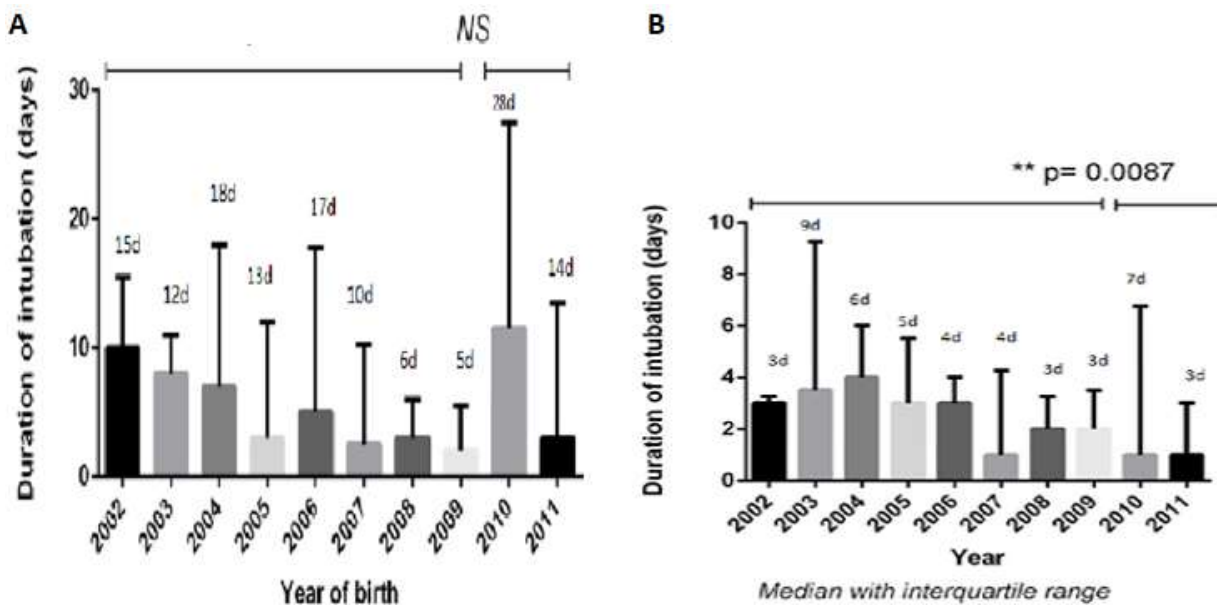 A
NS
Duration of intubation (days)
30
20
10
0
15d
12d
18d
13d
17d
10d
6d
5d
28d
14d
2002
2003
2004
2005
2006
2007
2008
2009
2010
2011
Year of birth
B
** p= 0.0087
Duration of intubation (days)
10
8
6
4
2
0
3d
9d
6d
5d
4d
4d
3d
3d
7d
3d
2002
2003
2004
2005
2006
2007
2008
2009
2010
2011
Year
Median with interquartile range